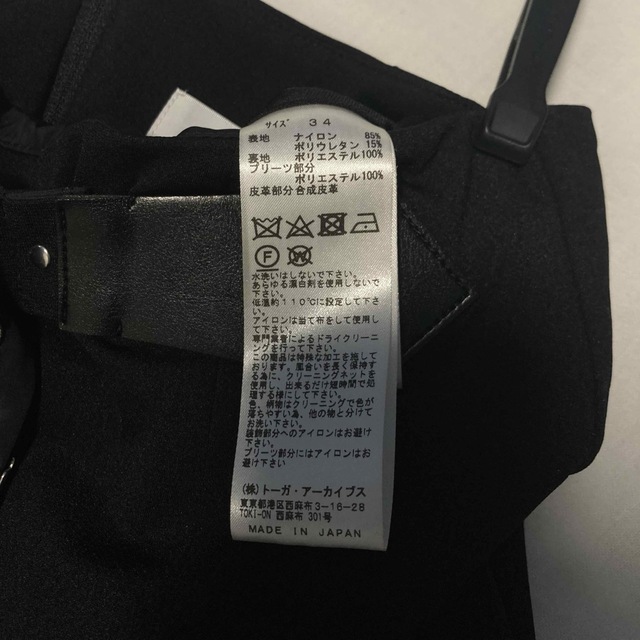 サイズ 34
表地 ナイロン 85%
ポリウレタン 15%
裏地 ポリエステル100%
プリーツ部分
ポリエステル100%
皮革部分合成皮革
F W
水洗いはしないで下さい。
あらゆる漂白剤を使用しないで
下さい。
低温約110℃に設定して下さ
い。
アイロンは当て布をして使用し
て下さい。
専門業者によるドライクリーニ
ングを行って下さい。
この商品は特殊な加工を施して
おります。風合いを長く保持す
る為に、クリーニングネットを
使用し、出来るだけ短時間で処
理する様にして下さい。
色、柄物はクリーニングで色が
落ちやすい為、他の物と分けて
お洗い下さい。
装飾部分へのアイロンはお避け
下さい。
プリーツ部分にはアイロンはお
避け下さい
(株)トーガ・アーカイブス
東京都港区西麻布3-16-28
TOKI-ON 西麻布 301号
MADE IN JAPAN